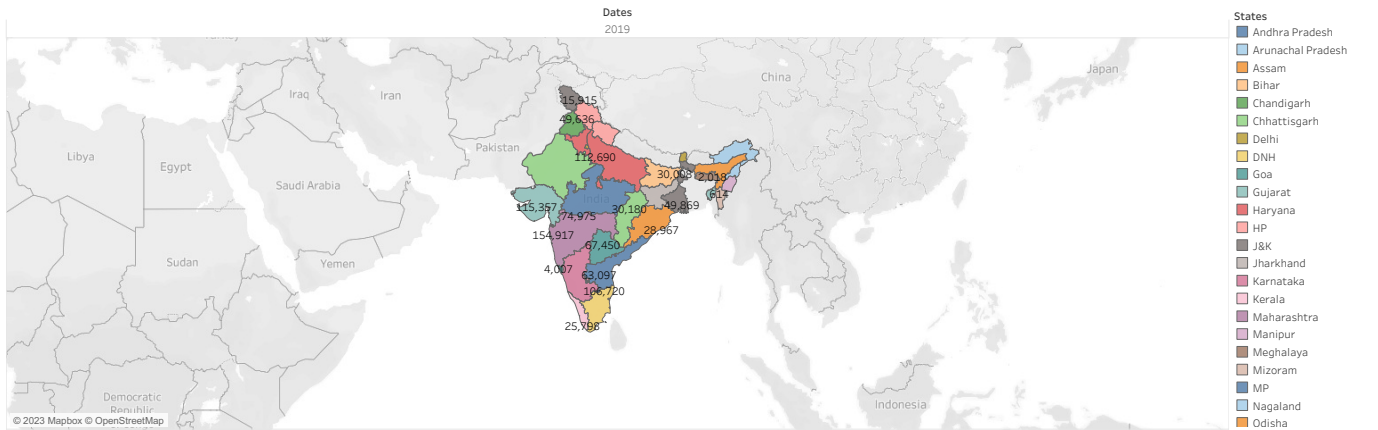 Dates
2019
States
Andhra Pradesh
Arunachal Pradesh
Assam
Bihar
Chandigarh
Chhattisgarh
Delhi
DNH
Goa
Gujarat
Haryana
HP
J&K
Jharkhand
Karnataka
Kerala
Maharashtra
Manipur
Meghalaya
Mizoram
MP
Nagaland
Odisha
China
Japan
Iraq
Iran
Pakistan
Libya
Egypt
Saudi Arabia
Sudan
Yemen
India
Indonesia
Democratic
Republic
15,915
49,636
112,690
30,008
2,018
614
115,357
74,975
30,180
49,869
28,967
154,917
67,450
4,007
63,097
106,720
25,798
© 2023 Mapbox © OpenStreetMap